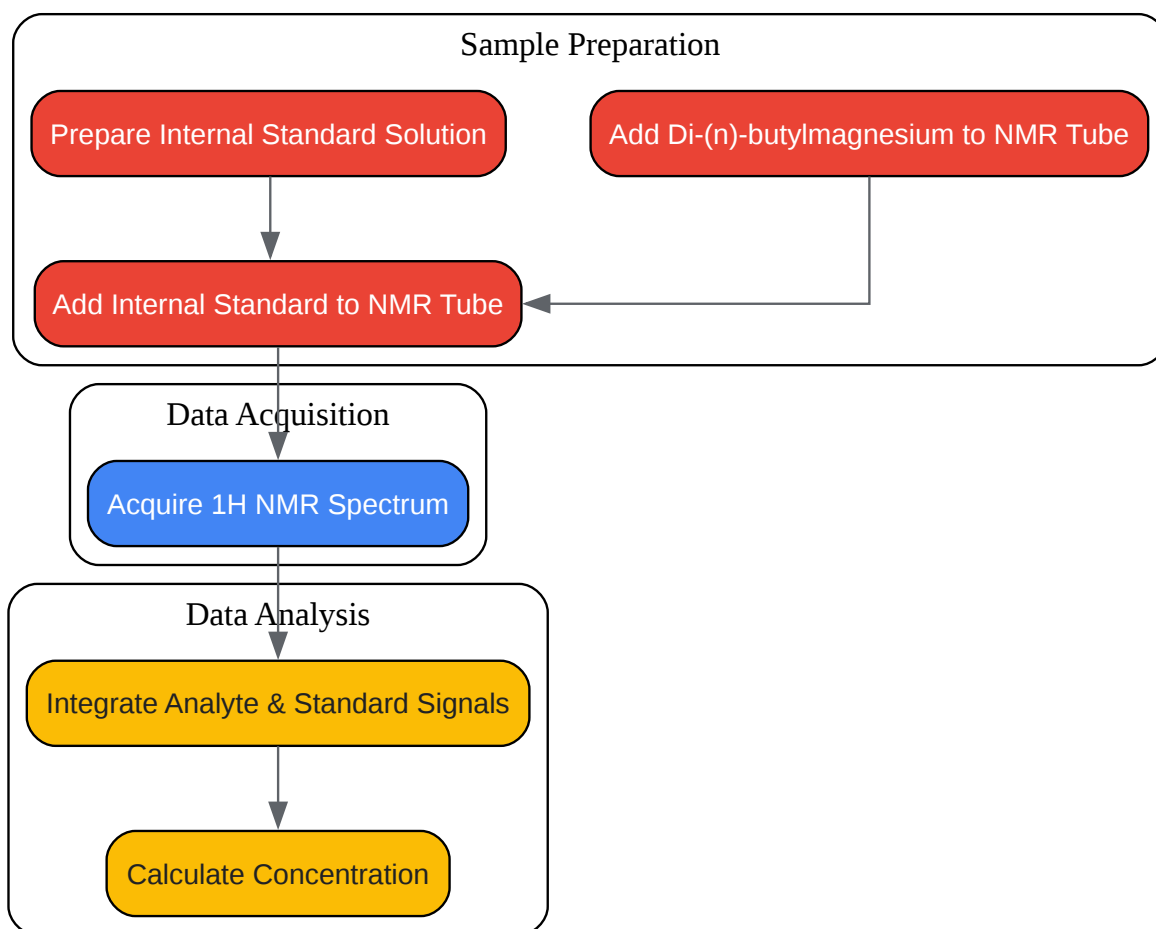 Sample Preparation
Prepare Internal Standard Solution
Add Di-(n)-butylmagnesium to NMR Tube
Add Internal Standard to NMR Tube
Data Acquisition
Acquire 1H NMR Spectrum
Data Analysis
Integrate Analyte & Standard Signals
Calculate Concentration